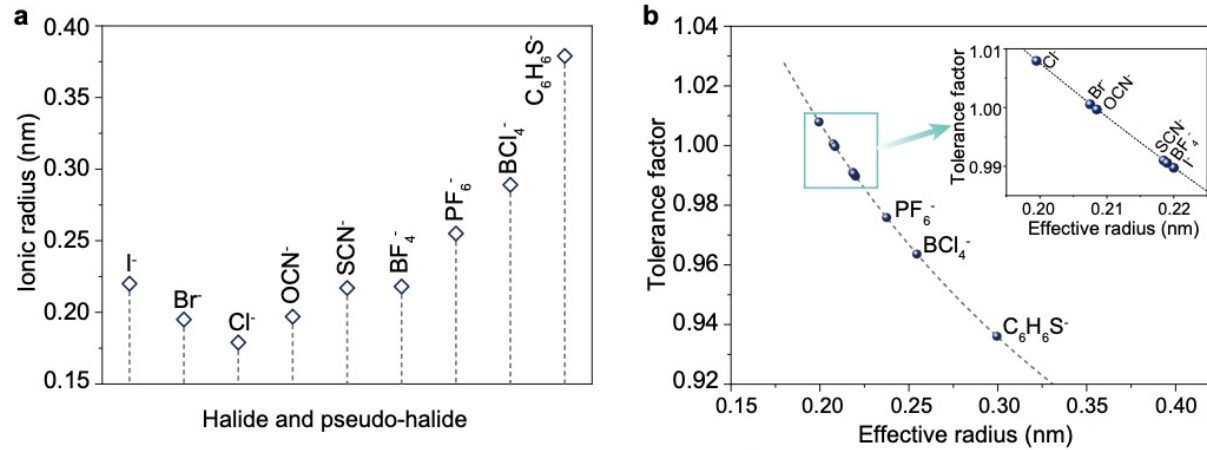 a
0.40
0.35
0.30
0.25
0.20
0.15
Ionic radius (nm)
I⁻
Br⁻
Cl⁻
OCN⁻
SCN⁻
BF₄⁻
PF₆⁻
BCl₄⁻
C₆H₆S⁻
Halide and pseudo-halide
b
1.04
1.02
1.00
0.98
0.96
0.94
0.92
Tolerance factor
PF₆⁻
BCl₄⁻
C₆H₆S⁻
0.15 0.20 0.25 0.30 0.35 0.40
Effective radius (nm)
1.01
1.00
0.99
Tolerance factor
Cl⁻
Br⁻
OCN⁻
SCN⁻
BF₄⁻
I⁻
0.20 0.21 0.22
Effective radius (nm)